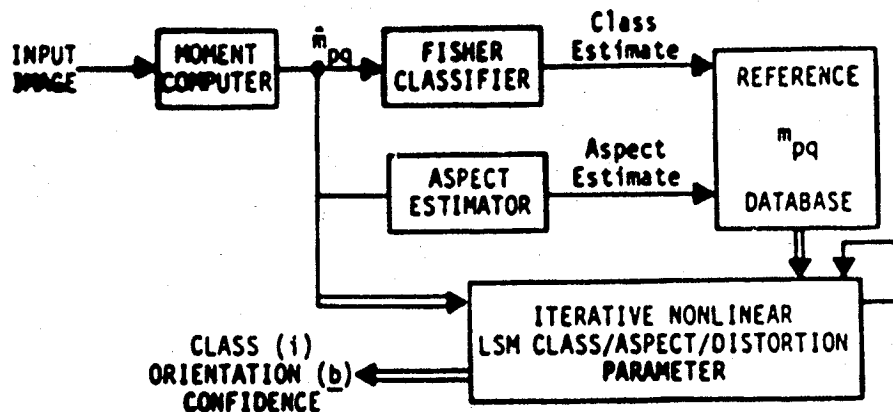 INPUT IMAGE
MOMENT COMPUTER
m̂pq
FISHER CLASSIFIER
Class Estimate
REFERENCE
mpq
DATABASE
ASPECT ESTIMATOR
Aspect Estimate
ITERATIVE NONLINEAR
LSM CLASS/ASPECT/DISTORTION
PARAMETER
CLASS (i)
ORIENTATION (b)
CONFIDENCE